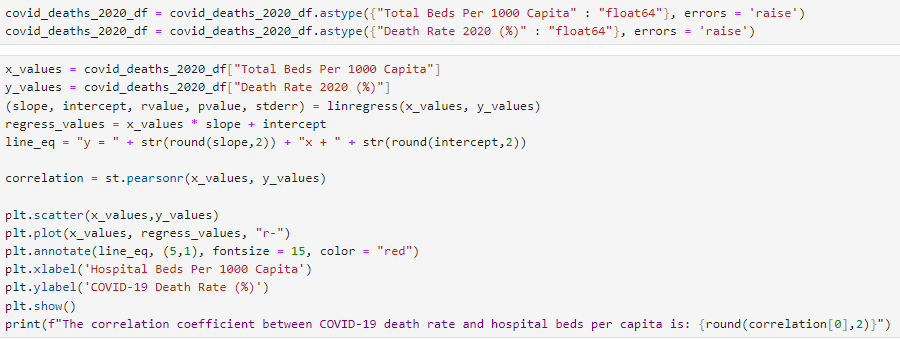 covid_deaths_2020_df = covid_deaths_2020_df.astype({"Total Beds Per 1000 Capita" : "float64"}, errors = 'raise')
covid_deaths_2020_df = covid_deaths_2020_df.astype({"Death Rate 2020 (%)" : "float64"}, errors = 'raise')
x_values = covid_deaths_2020_df["Total Beds Per 1000 Capita"]
y_values = covid_deaths_2020_df["Death Rate 2020 (%)"]
(slope, intercept, rvalue, pvalue, stderr) = linregress(x_values, y_values)
regress_values = x_values * slope + intercept
line_eq = "y = " + str(round(slope,2)) + "x + " + str(round(intercept,2))
correlation = st.pearsonr(x_values, y_values)
plt.scatter(x_values,y_values)
plt.plot(x_values, regress_values, "r-")
plt.annotate(line_eq, (5,1), fontsize = 15, color = "red")
plt.xlabel('Hospital Beds Per 1000 Capita')
plt.ylabel('COVID-19 Death Rate (%)')
plt.show()
print(f"The correlation coefficient between COVID-19 death rate and hospital beds per capita is: {round(correlation[0],2)}")